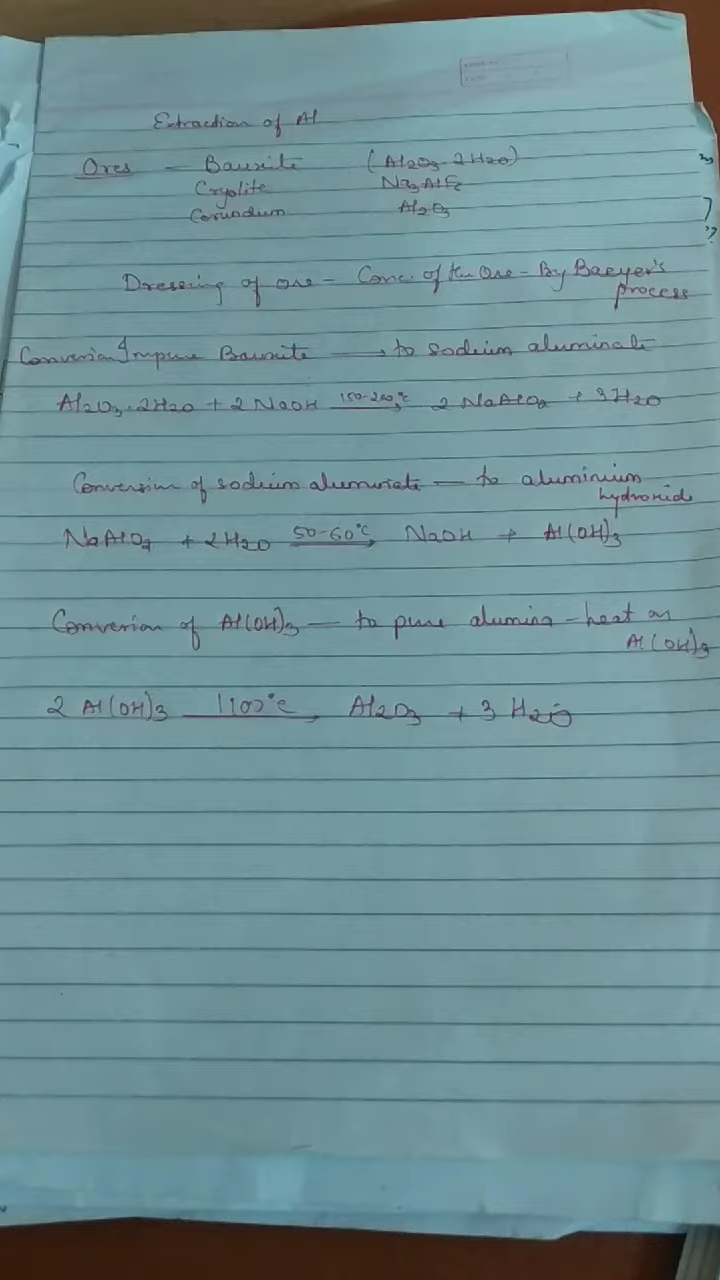 Extraction of Al
Ores - Bauxite (Al2O3.2H2O)
Cryolite Na3AlF6
Corundum Al2O3
Dressing of ore - Conc. of the Ore - By Baeyer's
process
Conversion of Impure Bauxite → to sodium aluminate
Al2O3.2H2O + 2 NaOH 150-200°C → 2 NaAlO2 + 3H2O
Conversion of sodium aluminate - to aluminium
hydroxide
NaAlO2 + 2H2O 50-60°C → NaOH + Al(OH)3
Conversion of Al(OH)3 - to pure alumina - heat on
Al(OH)3
2 Al(OH)3 1100°C → Al2O3 + 3 H2O